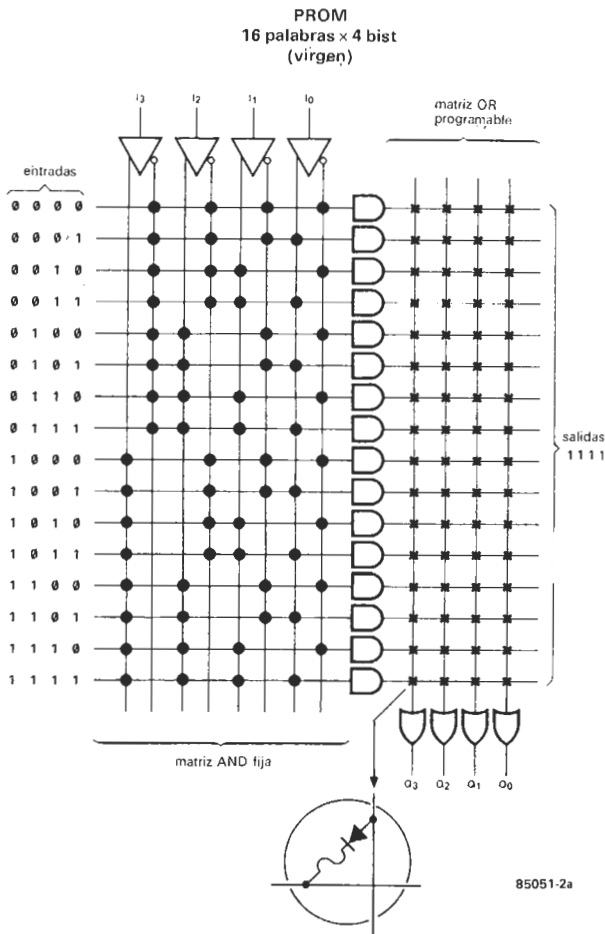 PROM
16 palabras × 4 bist
(virgen)
I3 I2 I1 I0
matriz OR
programable
entradas
0 0 0 0
0 0 0 1
0 0 1 0
0 0 1 1
0 1 0 0
0 1 0 1
0 1 1 0
0 1 1 1
1 0 0 0
1 0 0 1
1 0 1 0
1 0 1 1
1 1 0 0
1 1 0 1
1 1 1 0
1 1 1 1
salidas
1 1 1 1
matriz AND fija
Q3 Q2 Q1 Q0
85051-2a